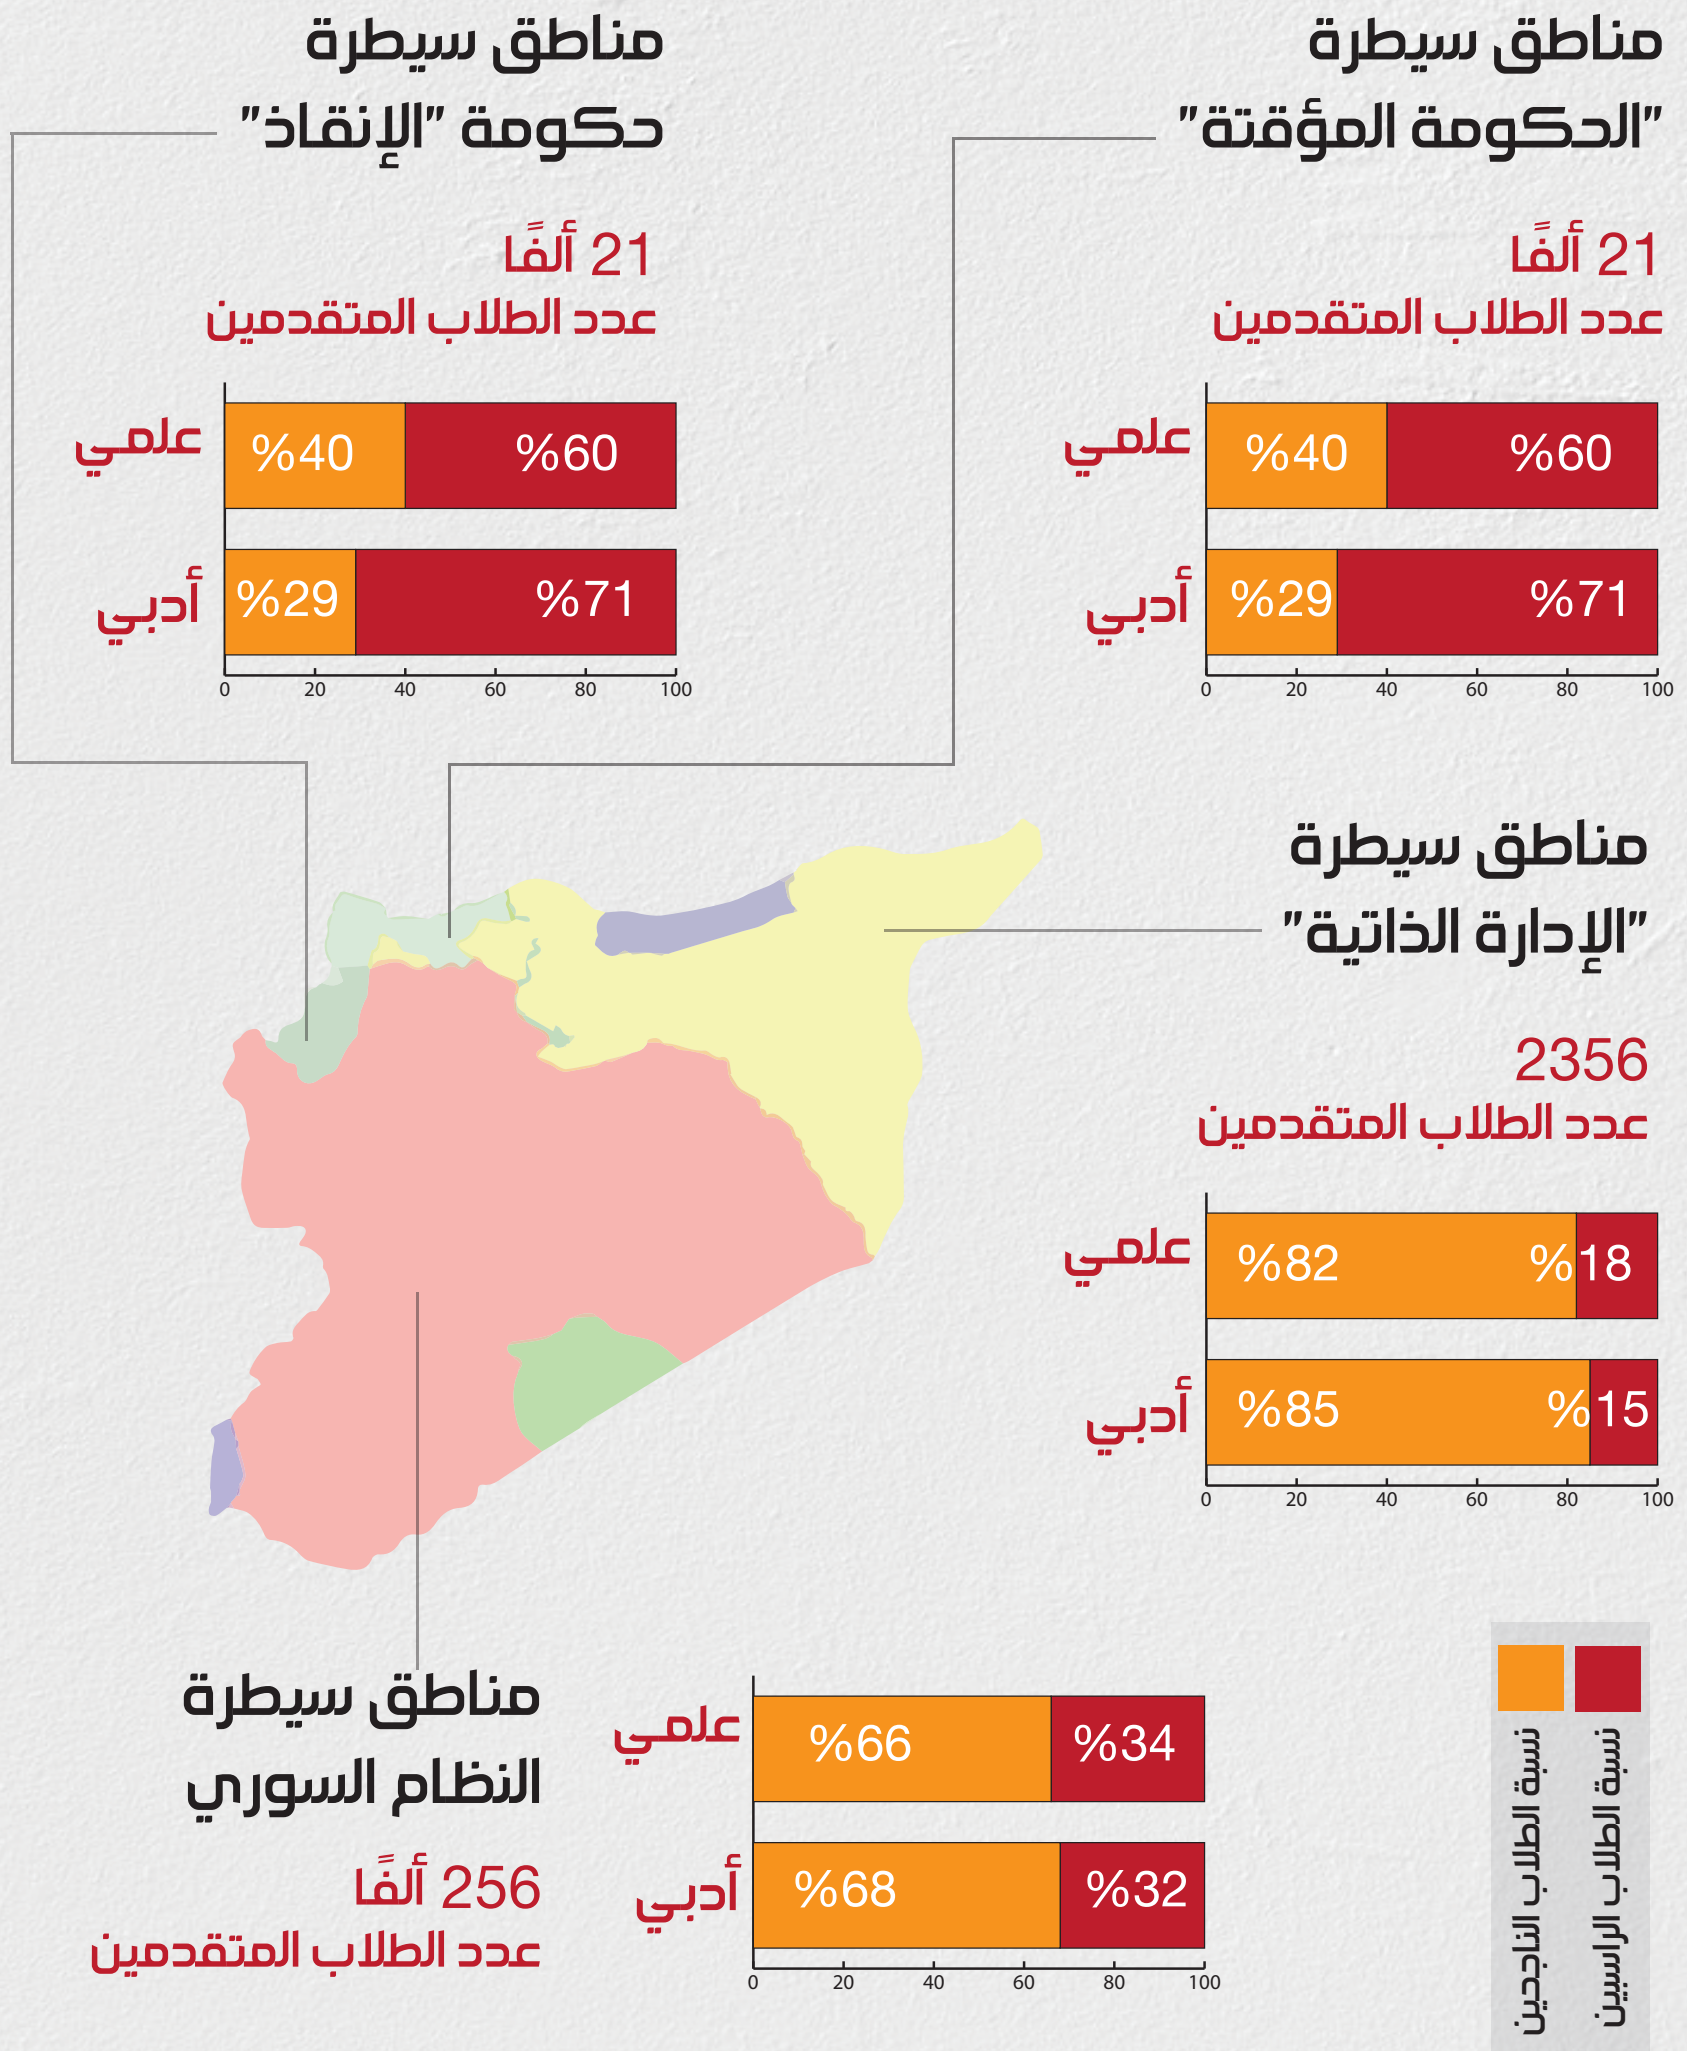 مناطق سيطرة
"الحكومة المؤقتة"
21 ألفًا
عدد الطلاب المتقدمين
علمي
%40 %60
أدبي
%29 %71
0 20 40 60 80 100
مناطق سيطرة
حكومة "الإنقاذ"
21 ألفًا
عدد الطلاب المتقدمين
علمي
%40 %60
أدبي
%29 %71
0 20 40 60 80 100
مناطق سيطرة
"الإدارة الذاتية"
2356
عدد الطلاب المتقدمين
علمي
%82 %18
أدبي
%85 %15
0 20 40 60 80 100
مناطق سيطرة
النظام السوري
256 ألفًا
عدد الطلاب المتقدمين
علمي
%66 %34
أدبي
%68 %32
0 20 40 60 80 100
نسبة الطلاب الراسبين
نسبة الطلاب الناجحين